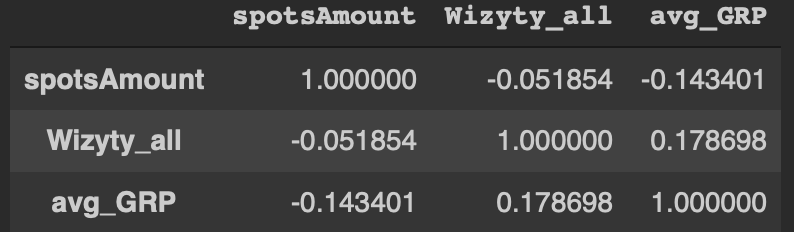 spotsAmount Wizyty_all avg_GRP
spotsAmount 1.000000 -0.051854 -0.143401
Wizyty_all -0.051854 1.000000 0.178698
avg_GRP -0.143401 0.178698 1.000000